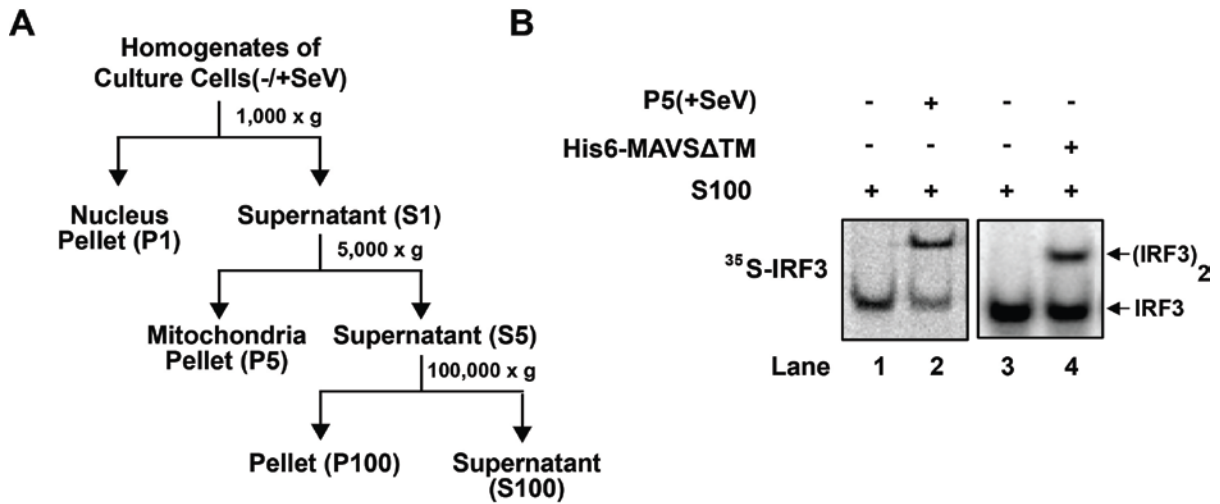 A
Homogenates of
Culture Cells(-/+SeV)
1,000 x g
Nucleus
Pellet (P1)
Supernatant (S1)
5,000 x g
Mitochondria
Pellet (P5)
Supernatant (S5)
100,000 x g
Pellet (P100)
Supernatant
(S100)
B
P5(+SeV) - + - -
His6-MAVSΔTM - - - +
S100 + + + +
35S-IRF3
(IRF3)2
IRF3
Lane 1 2 3 4